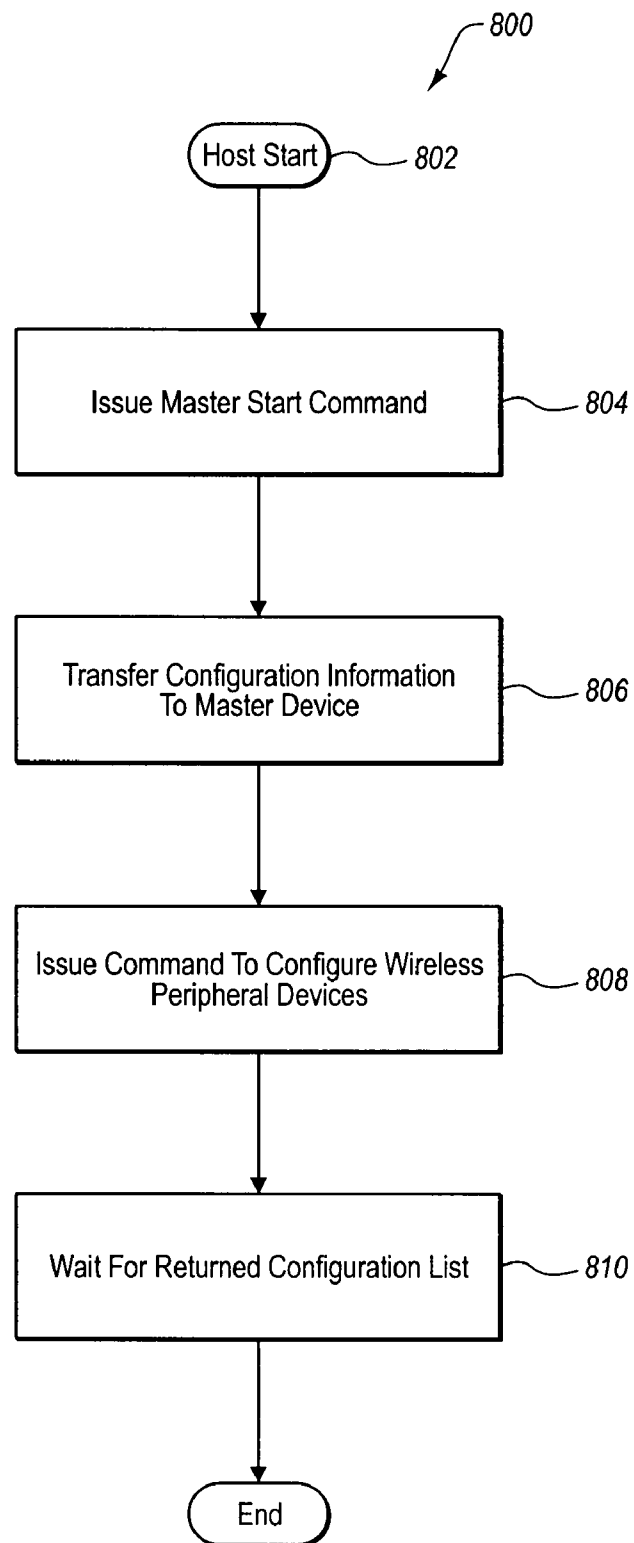 800
Host Start
802
Issue Master Start Command
804
Transfer Configuration Information
To Master Device
806
Issue Command To Configure Wireless
Peripheral Devices
808
Wait For Returned Configuration List
810
End